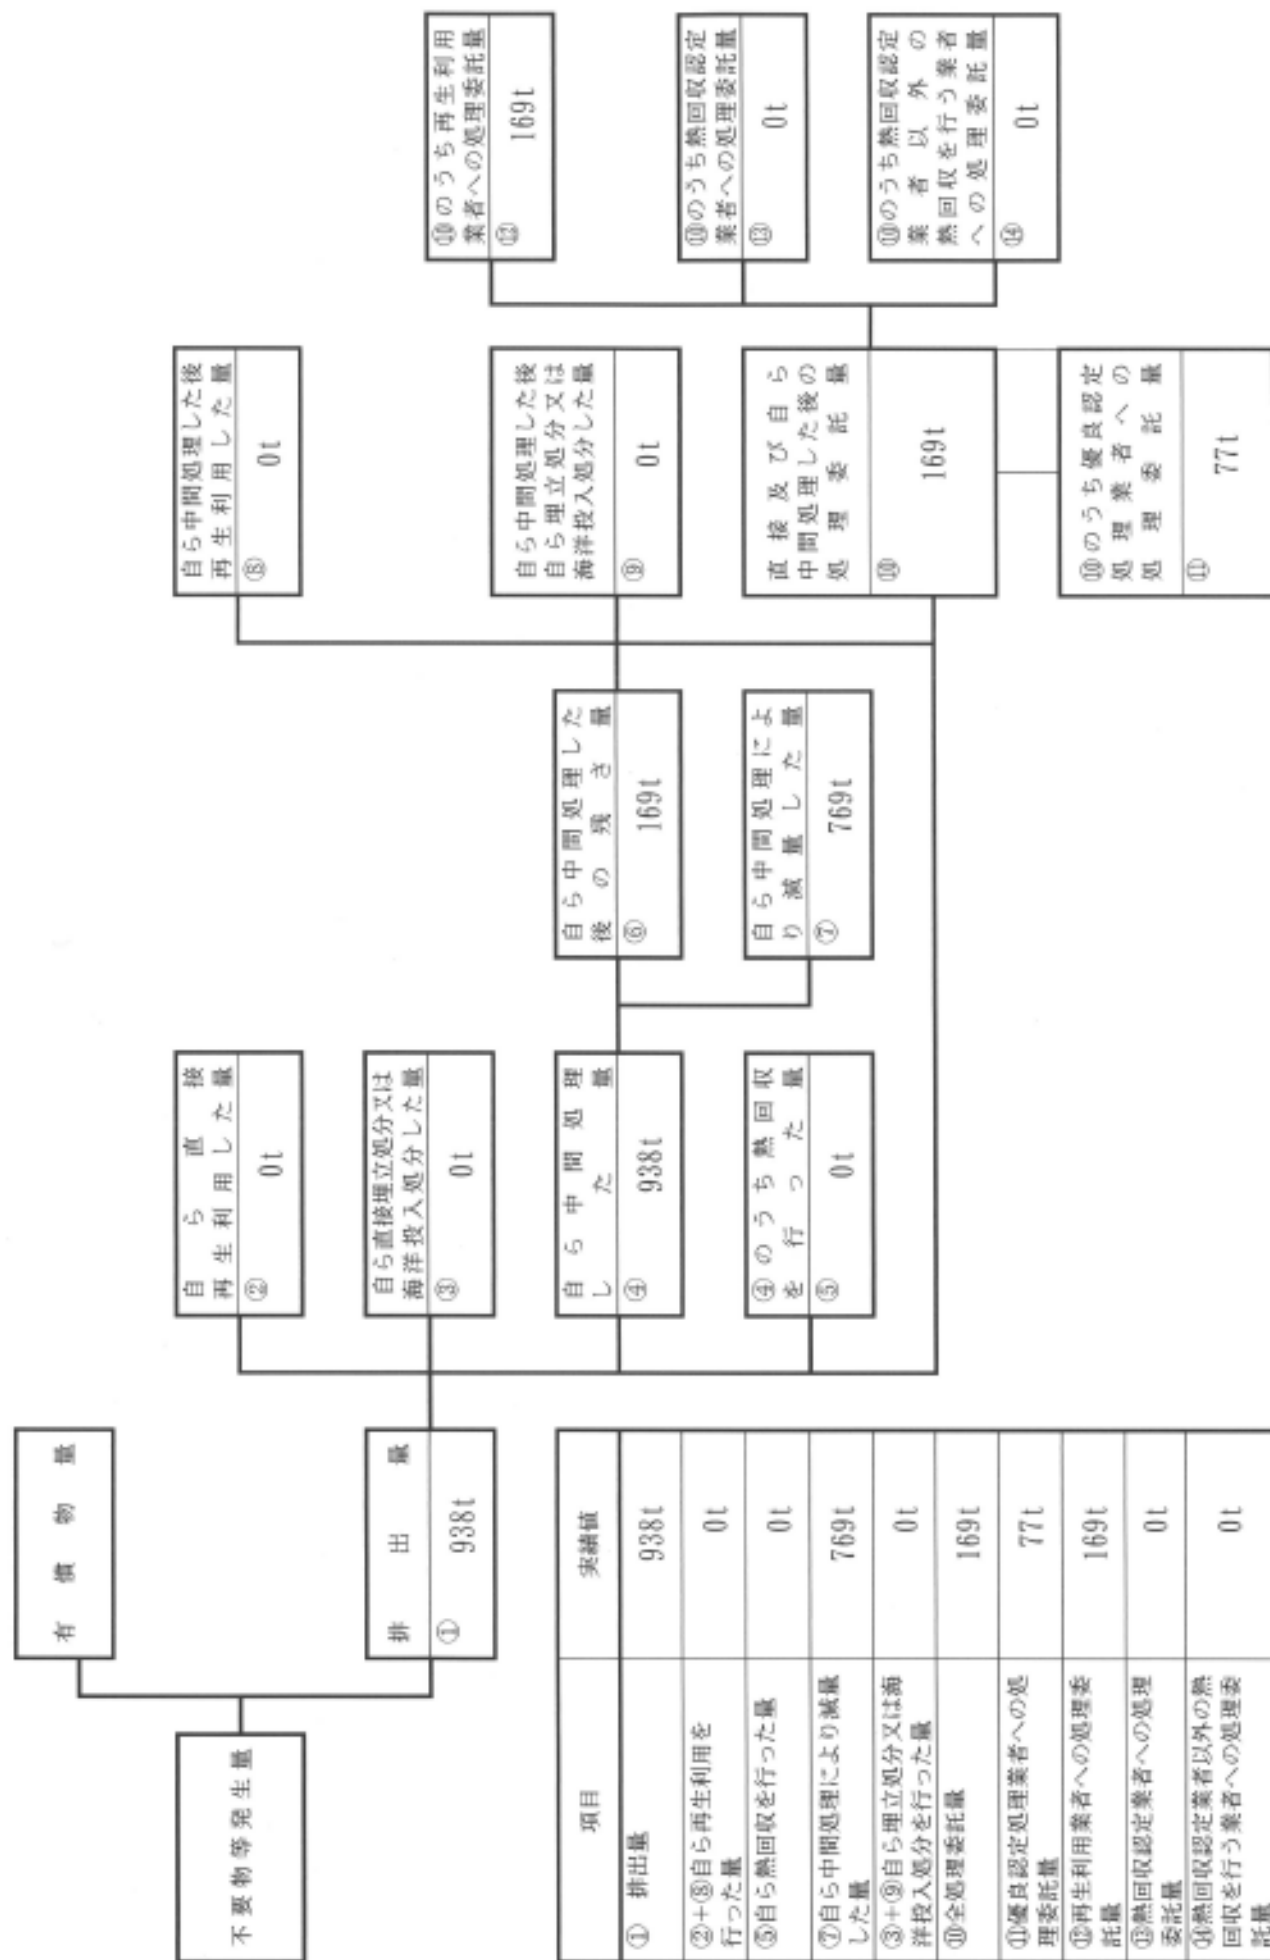 不要物等発生量
有償物量
排出量
① 938t
自ら直接
再生利用した量
② 0t
自ら直接埋立処分又は
海洋投入処分した量
③ 0t
自ら中間処理
した量
④ 938t
④のうち熱回収
を行った量
⑤ 0t
自ら中間処理した
後の残さ量
⑥ 169t
自ら中間処理によ
り減量した量
⑦ 769t
自ら中間処理した後
再生利用した量
⑧ 0t
自ら中間処理した後
自ら埋立処分又は
海洋投入処分した量
⑨ 0t
直接及び自ら
中間処理した後の
処理委託量
⑩ 169t
⑩のうち優良認定
処理業者への
処理委託量
⑪ 77t
⑩のうち再生利用
業者への処理委託量
⑫ 169t
⑩のうち熱回収認定
業者への処理委託量
⑬ 0t
⑩のうち熱回収認定
業者以外の
熱回収を行う業者
への処理委託量
⑭ 0t
項目 実績値
① 排出量 938t
②+⑧自ら再生利用を
行った量 0t
⑤自ら熱回収を行った量 0t
⑦自ら中間処理により減量
した量 769t
③+⑨自ら埋立処分又は海
洋投入処分を行った量 0t
⑩全処理委託量 169t
⑪優良認定処理業者への処
理委託量 77t
⑫再生利用業者への処理委
託量 169t
⑬熱回収認定業者への処理
委託量 0t
⑭熱回収認定業者以外の熱
回収を行う業者への処理委
託量 0t